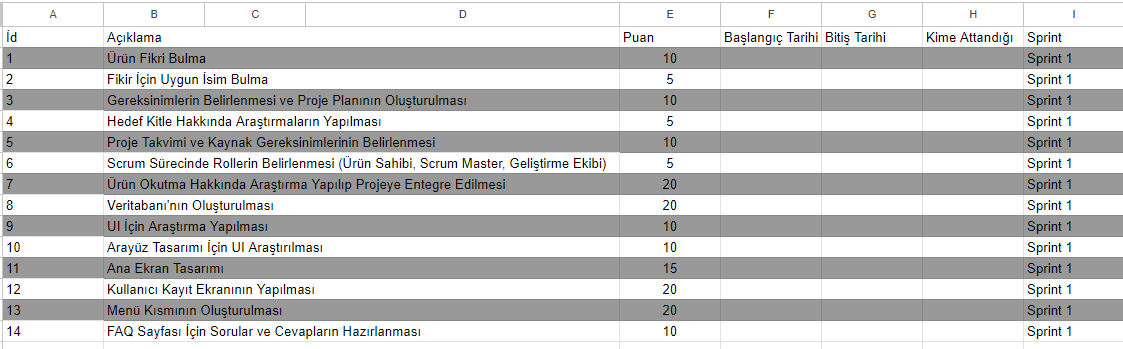 A B C D E F G H I
İd Açıklama Puan Başlangıç Tarihi Bitiş Tarihi Kime Attandığı Sprint
1 Ürün Fikri Bulma 10 Sprint 1
2 Fikir İçin Uygun İsim Bulma 5 Sprint 1
3 Gereksinimlerin Belirlenmesi ve Proje Planının Oluşturulması 10 Sprint 1
4 Hedef Kitle Hakkında Araştırmaların Yapılması 5 Sprint 1
5 Proje Takvimi ve Kaynak Gereksinimlerinin Belirlenmesi 10 Sprint 1
6 Scrum Sürecinde Rollerin Belirlenmesi (Ürün Sahibi, Scrum Master, Geliştirme Ekibi) 5 Sprint 1
7 Ürün Okutma Hakkında Araştırma Yapılıp Projeye Entegre Edilmesi 20 Sprint 1
8 Veritabanı'nın Oluşturulması 20 Sprint 1
9 UI İçin Araştırma Yapılması 10 Sprint 1
10 Arayüz Tasarımı İçin UI Araştırılması 10 Sprint 1
11 Ana Ekran Tasarımı 15 Sprint 1
12 Kullanıcı Kayıt Ekranının Yapılması 20 Sprint 1
13 Menü Kısmının Oluşturulması 20 Sprint 1
14 FAQ Sayfası İçin Sorular ve Cevapların Hazırlanması 10 Sprint 1